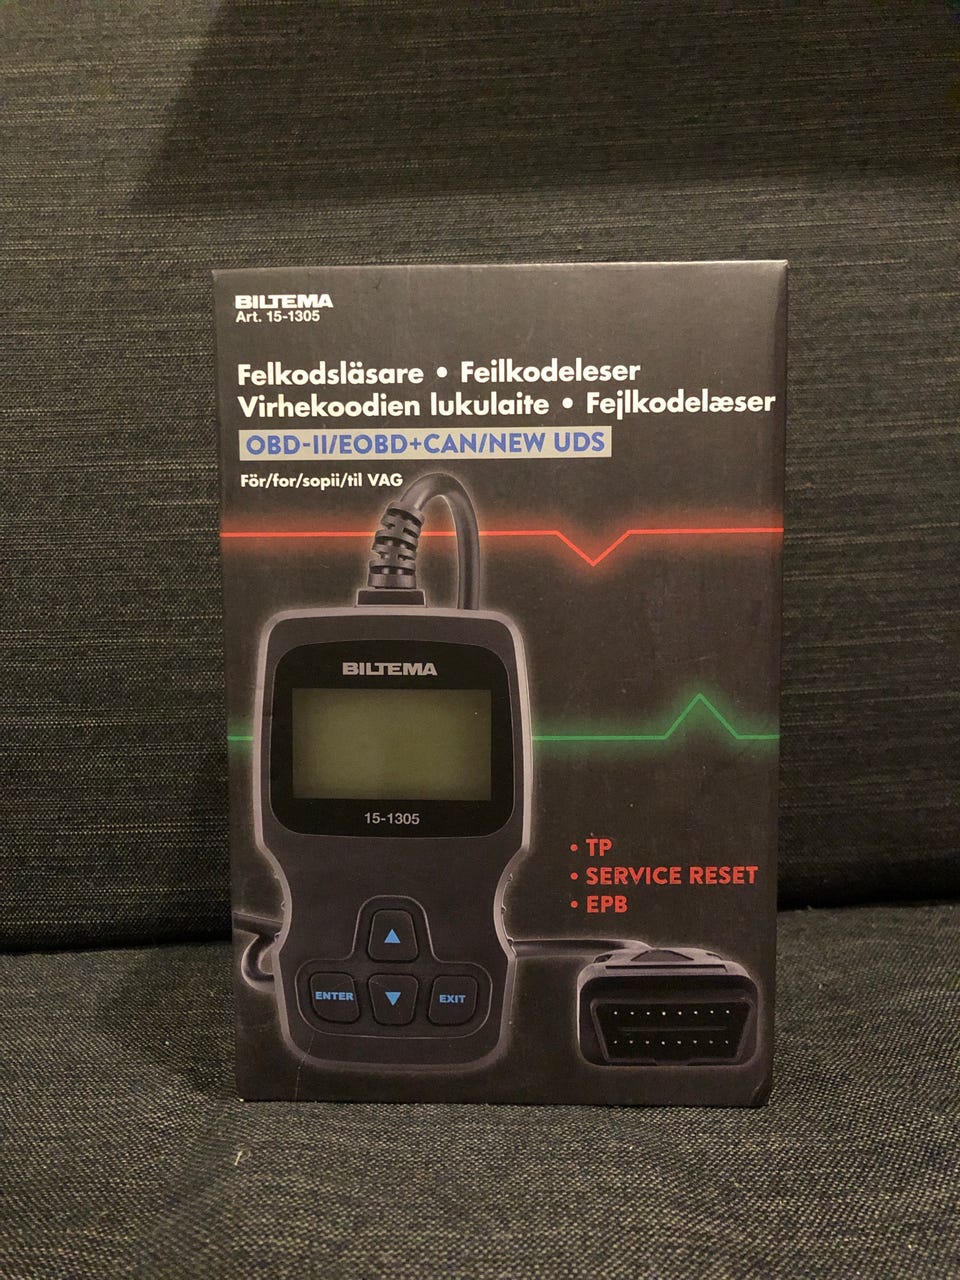 BILTEMA
Art. 15-1305
Felkodsläsare • Feilkodeleser
Virhekoodien lukulaite • Fejlkodelæser
OBD-II/EOBD+CAN/NEW UDS
För/for/sopii/til VAG
BILTEMA
15-1305
• TP
• SERVICE RESET
• EPB
ENTER
EXIT